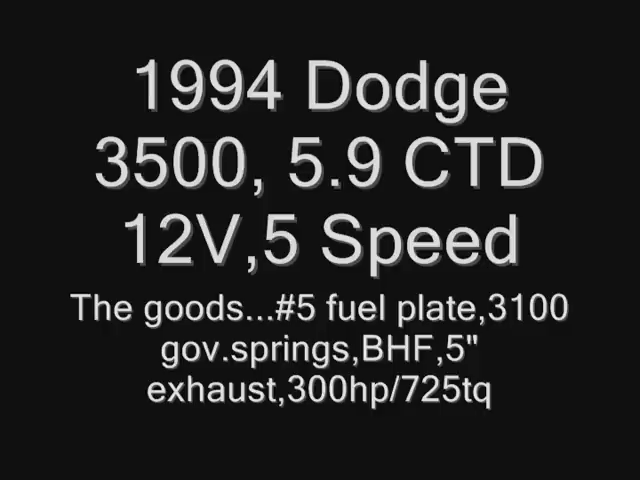 1994 Dodge
3500, 5.9 CTD
12V,5 Speed
The goods...#5 fuel plate,3100
gov.springs,BHF,5"
exhaust,300hp/725tq